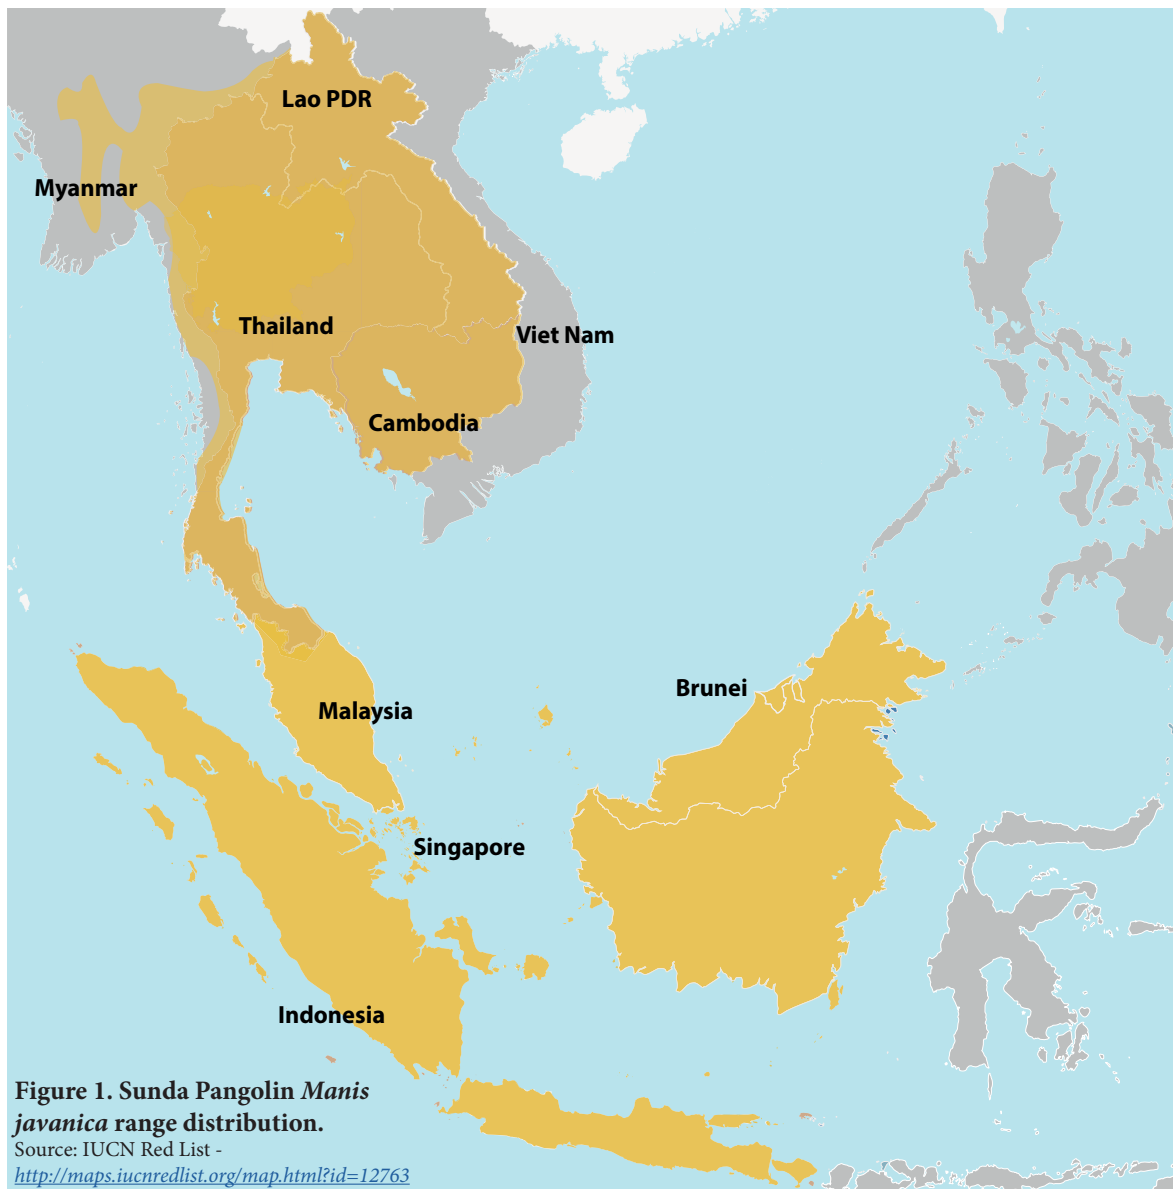 Lao PDR
Myanmar
Thailand
Viet Nam
Cambodia
Brunei
Malaysia
Singapore
Indonesia
Figure 1. Sunda Pangolin Manis
javanica range distribution.
Source: IUCN Red List -
http://maps.iucnredlist.org/map.html?id=12763